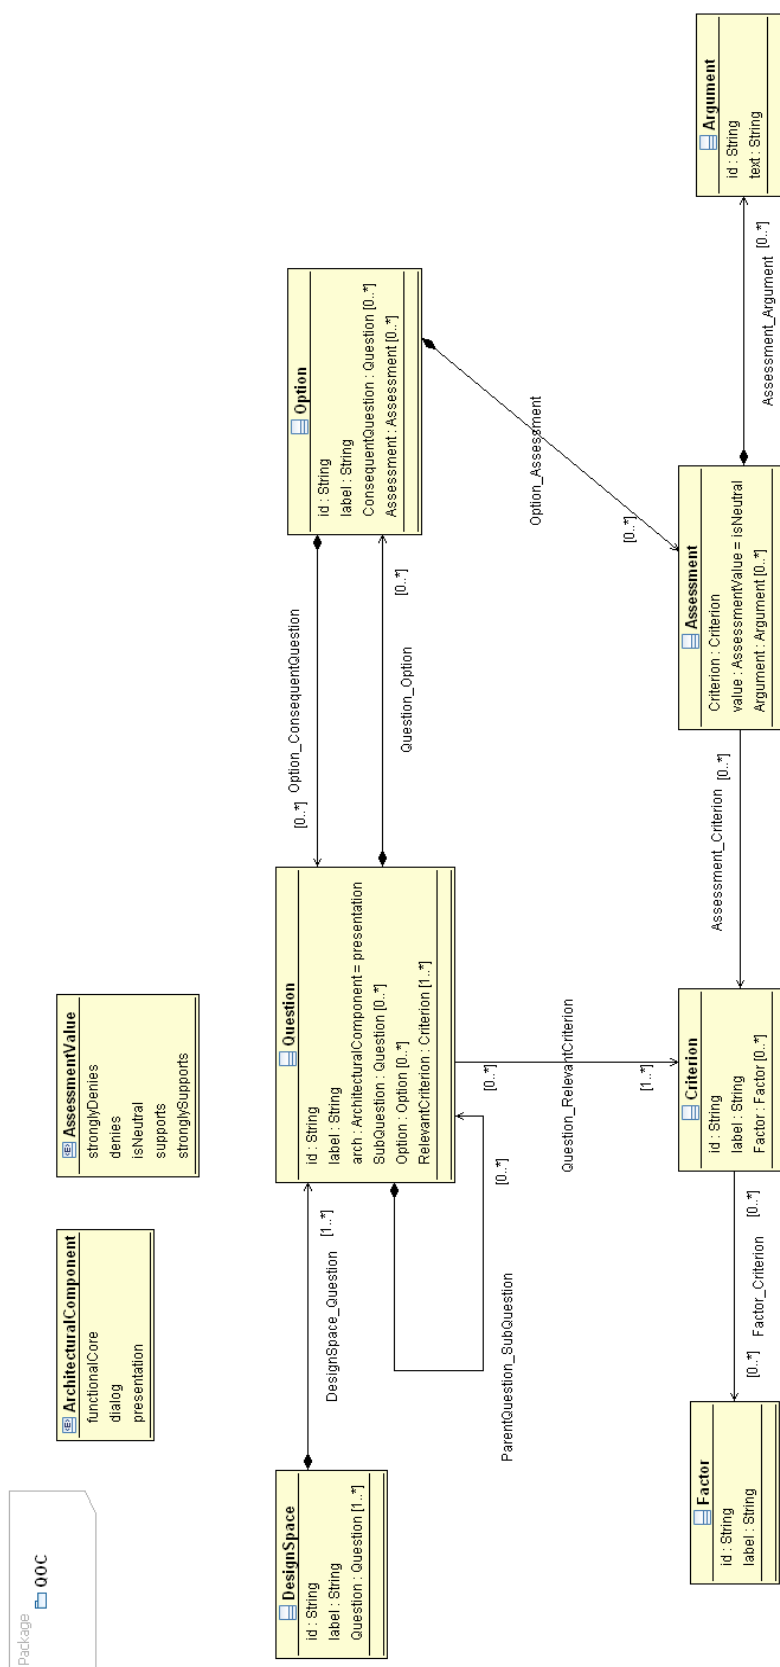 Package
QOC
ArchitecturalComponent
functionalCore
dialog
presentation
AssessmentValue
stronglyDenies
denies
isNeutral
supports
stronglySupports
DesignSpace
id : String
label : String
Question : Question [1..*]
DesignSpace_Question
[1..*]
Question
id : String
label : String
arch : ArchitecturalComponent = presentation
SubQuestion : Question [0..*]
Option : Option [0..*]
RelevantCriterion : Criterion [1..*]
ParentQuestion_SubQuestion
[0..*]
[0..*] Option_ConsequentQuestion
Question_Option
[0..*]
Option
id : String
label : String
ConsequentQuestion : Question [0..*]
Assessment : Assessment [0..*]
Option_Assessment
[0..*]
[0..*]
Question_RelevantCriterion
[1..*]
Factor
id : String
label : String
[0..*] Factor_Criterion [0..*]
Criterion
id : String
label : String
Factor : Factor [0..*]
Assessment_Criterion [0..*]
Assessment
Criterion : Criterion
value : AssessmentValue = isNeutral
Argument : Argument [0..*]
Assessment_Argument [0..*]
Argument
id : String
text : String